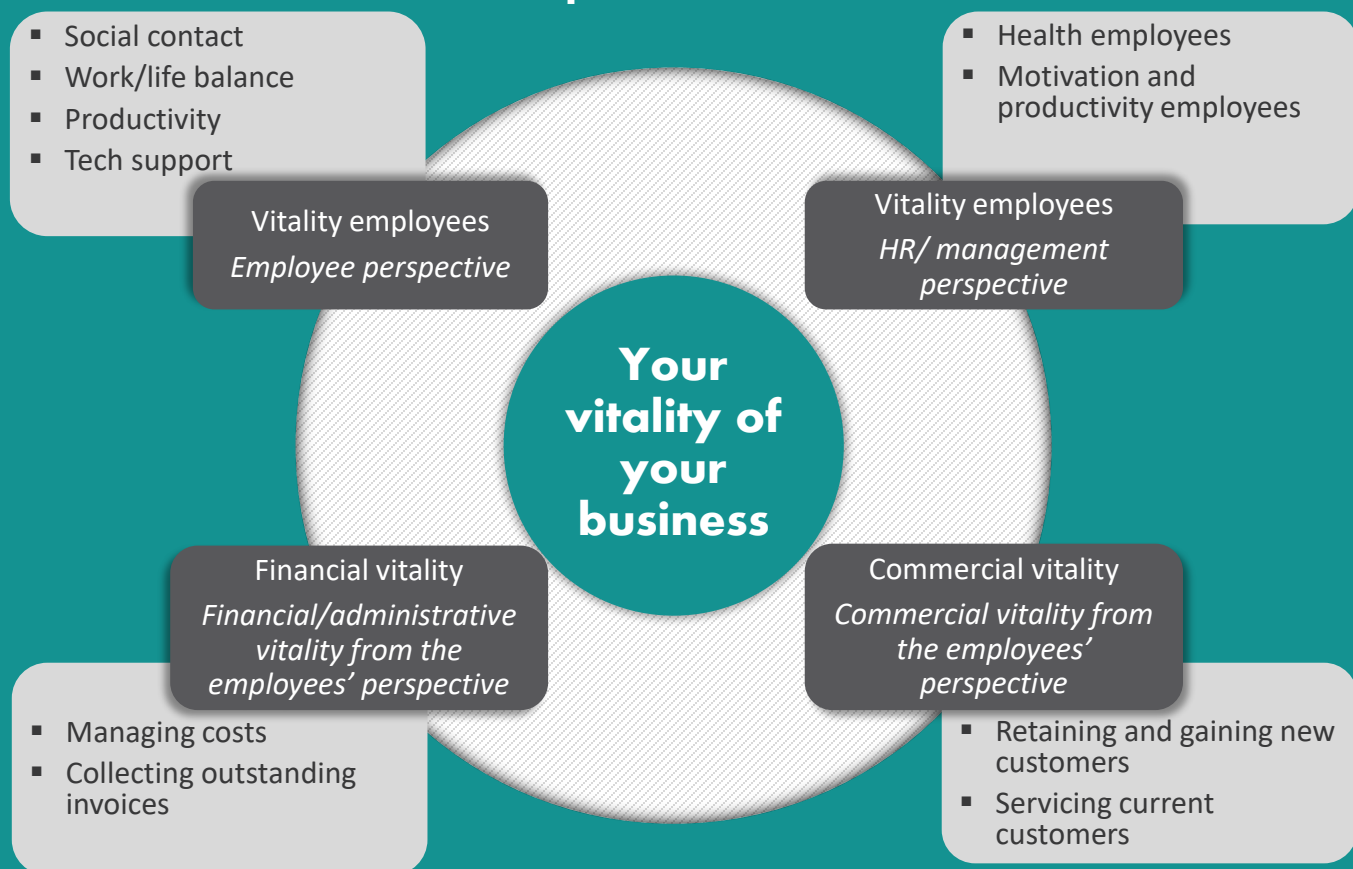 ▪ Social contact
▪ Work/life balance
▪ Productivity
▪ Tech support
Vitality employees
Employee perspective
▪ Health employees
▪ Motivation and
productivity employees
Vitality employees
HR/ management
perspective
Your
vitality of
your
business
Financial vitality
Financial/administrative
vitality from the
employees’ perspective
▪ Managing costs
▪ Collecting outstanding
invoices
Commercial vitality
Commercial vitality from
the employees’
perspective
▪ Retaining and gaining new
customers
▪ Servicing current
customers